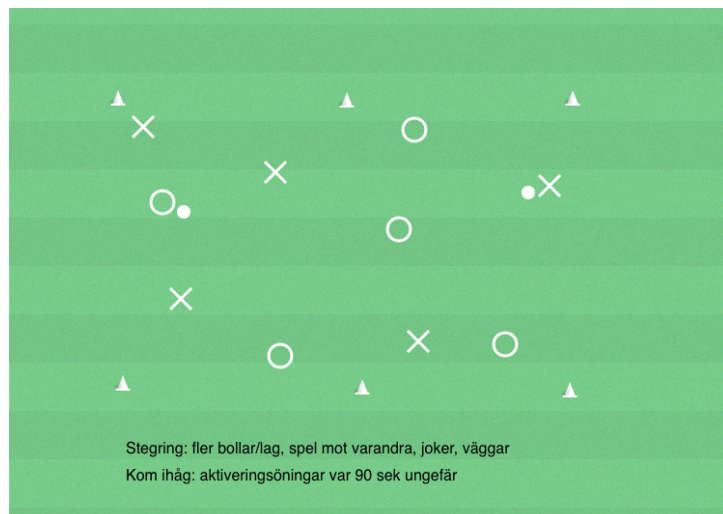 Stegring: fler bollar/lag, spel mot varandra, joker, väggar
Kom ihåg: aktiveringsöningar var 90 sek ungefär